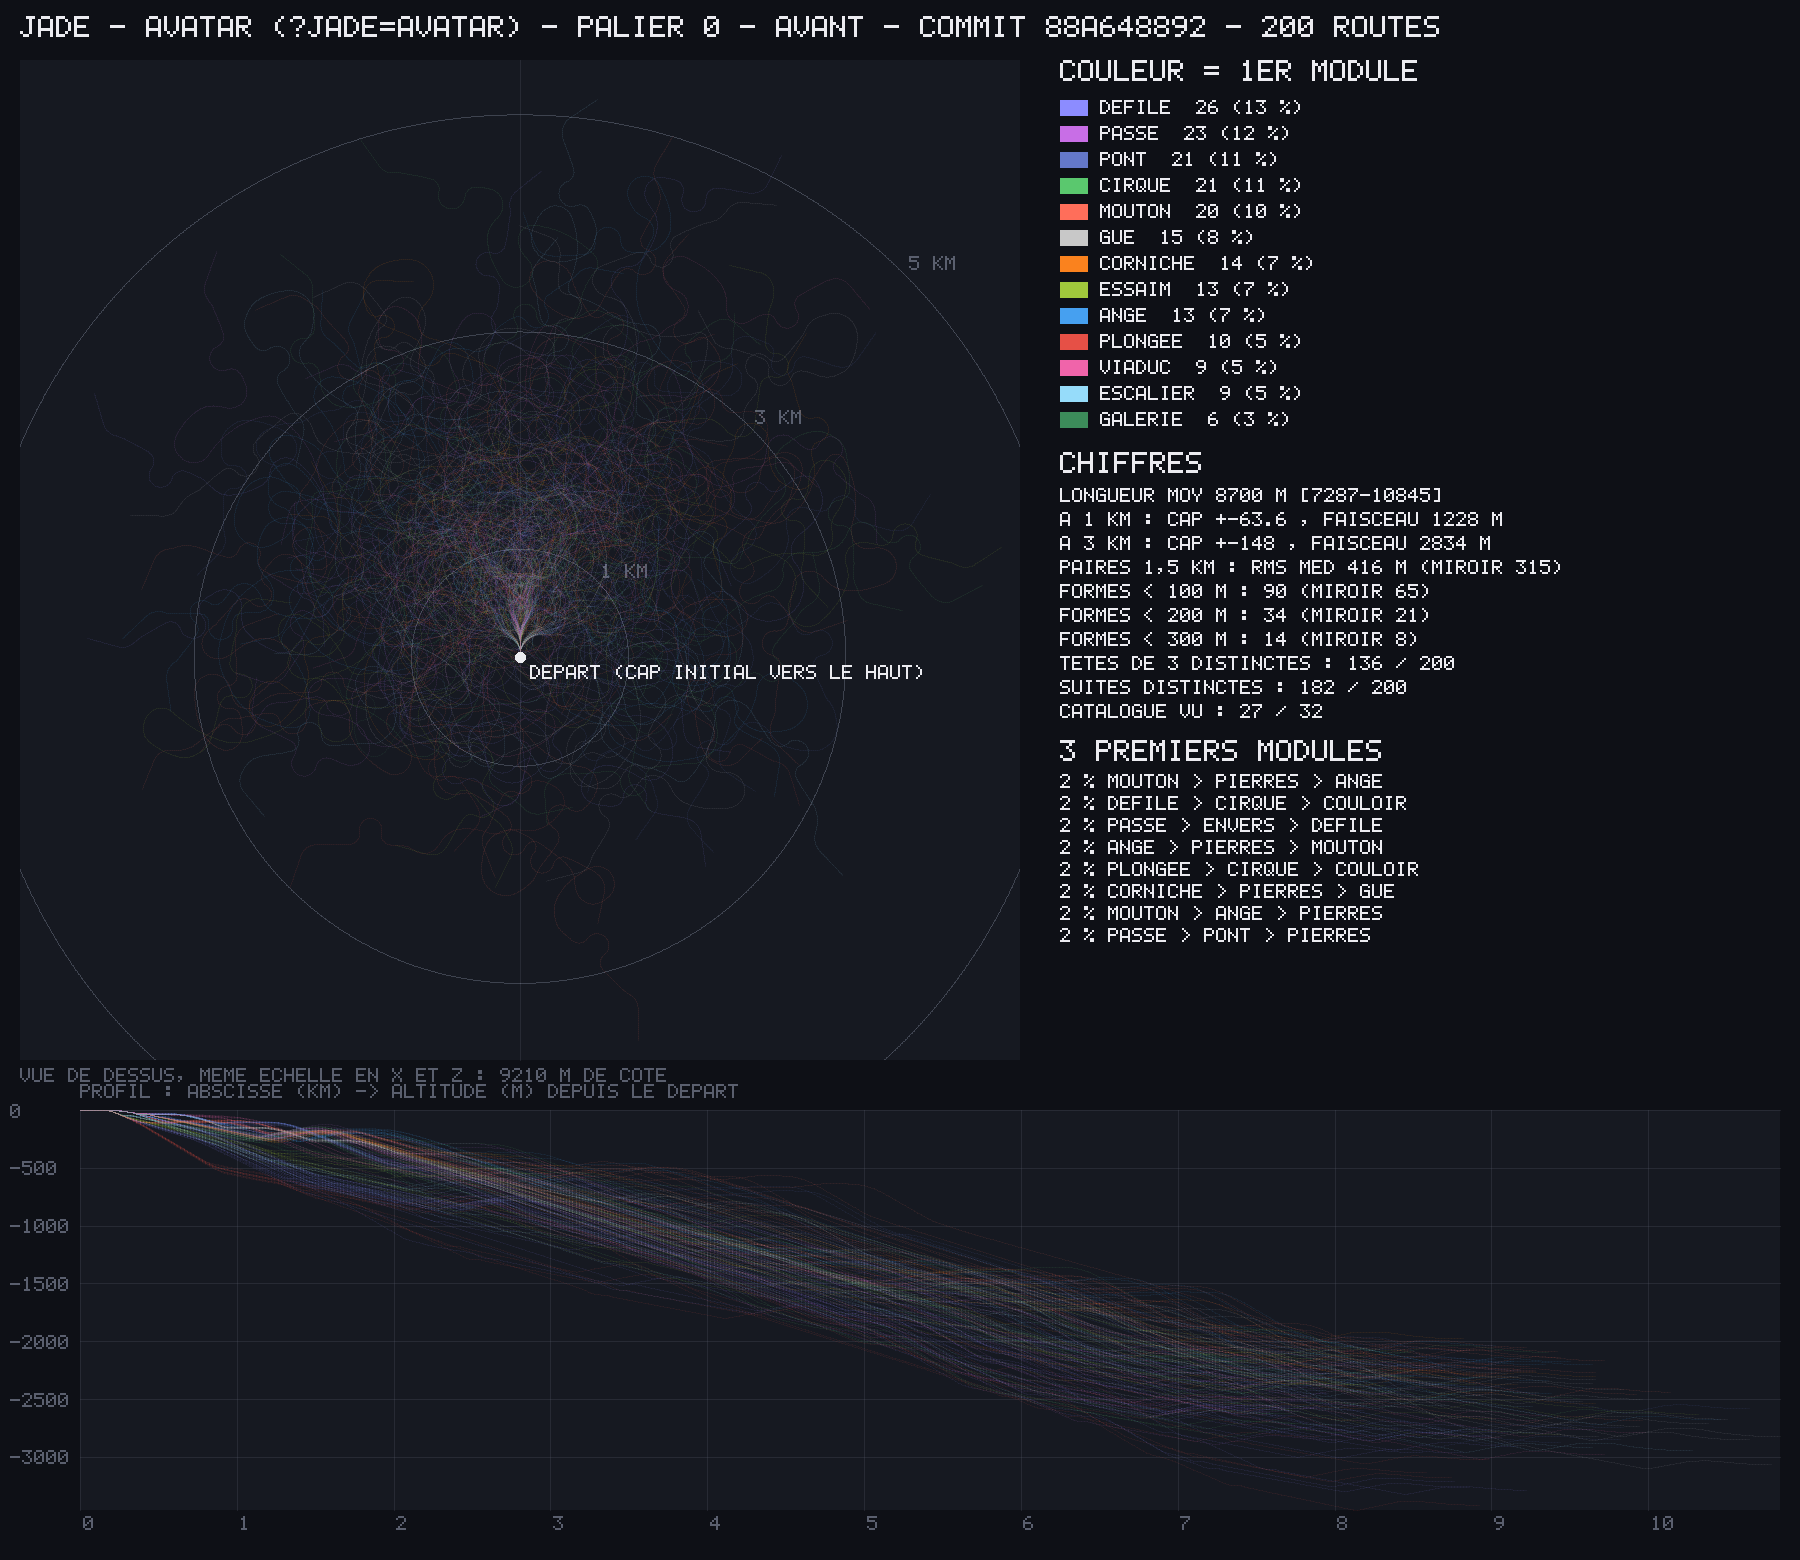 JADE - AVATAR (?JADE=AVATAR) - PALIER 0 - AVANT - COMMIT 88A648892 - 200 ROUTES
COULEUR = 1ER MODULE
DEFILE 26 (13 %)
PASSE 23 (12 %)
PONT 21 (11 %)
CIRQUE 21 (11 %)
MOUTON 20 (10 %)
GUE 15 (8 %)
CORNICHE 14 (7 %)
ESSAIM 13 (7 %)
ANGE 13 (7 %)
PLONGEE 10 (5 %)
VIADUC 9 (5 %)
ESCALIER 9 (5 %)
GALERIE 6 (3 %)
CHIFFRES
LONGUEUR MOY 8700 M [7287-10845]
A 1 KM : CAP +-63.6 , FAISCEAU 1228 M
A 3 KM : CAP +-148 , FAISCEAU 2834 M
PAIRES 1,5 KM : RMS MED 416 M (MIROIR 315)
FORMES < 100 M : 90 (MIROIR 65)
FORMES < 200 M : 34 (MIROIR 21)
FORMES < 300 M : 14 (MIROIR 8)
TETES DE 3 DISTINCTES : 136 / 200
SUITES DISTINCTES : 182 / 200
CATALOGUE VU : 27 / 32
3 PREMIERS MODULES
2 % MOUTON > PIERRES > ANGE
2 % DEFILE > CIRQUE > COULOIR
2 % PASSE > ENVERS > DEFILE
2 % ANGE > PIERRES > MOUTON
2 % PLONGEE > CIRQUE > COULOIR
2 % CORNICHE > PIERRES > GUE
2 % MOUTON > ANGE > PIERRES
2 % PASSE > PONT > PIERRES
5 KM
3 KM
1 KM
DEPART (CAP INITIAL VERS LE HAUT)
VUE DE DESSUS, MEME ECHELLE EN X ET Z : 9210 M DE COTE
PROFIL : ABSCISSE (KM) -> ALTITUDE (M) DEPUIS LE DEPART
0
-500
-1000
-1500
-2000
-2500
-3000
0 1 2 3 4 5 6 7 8 9 10